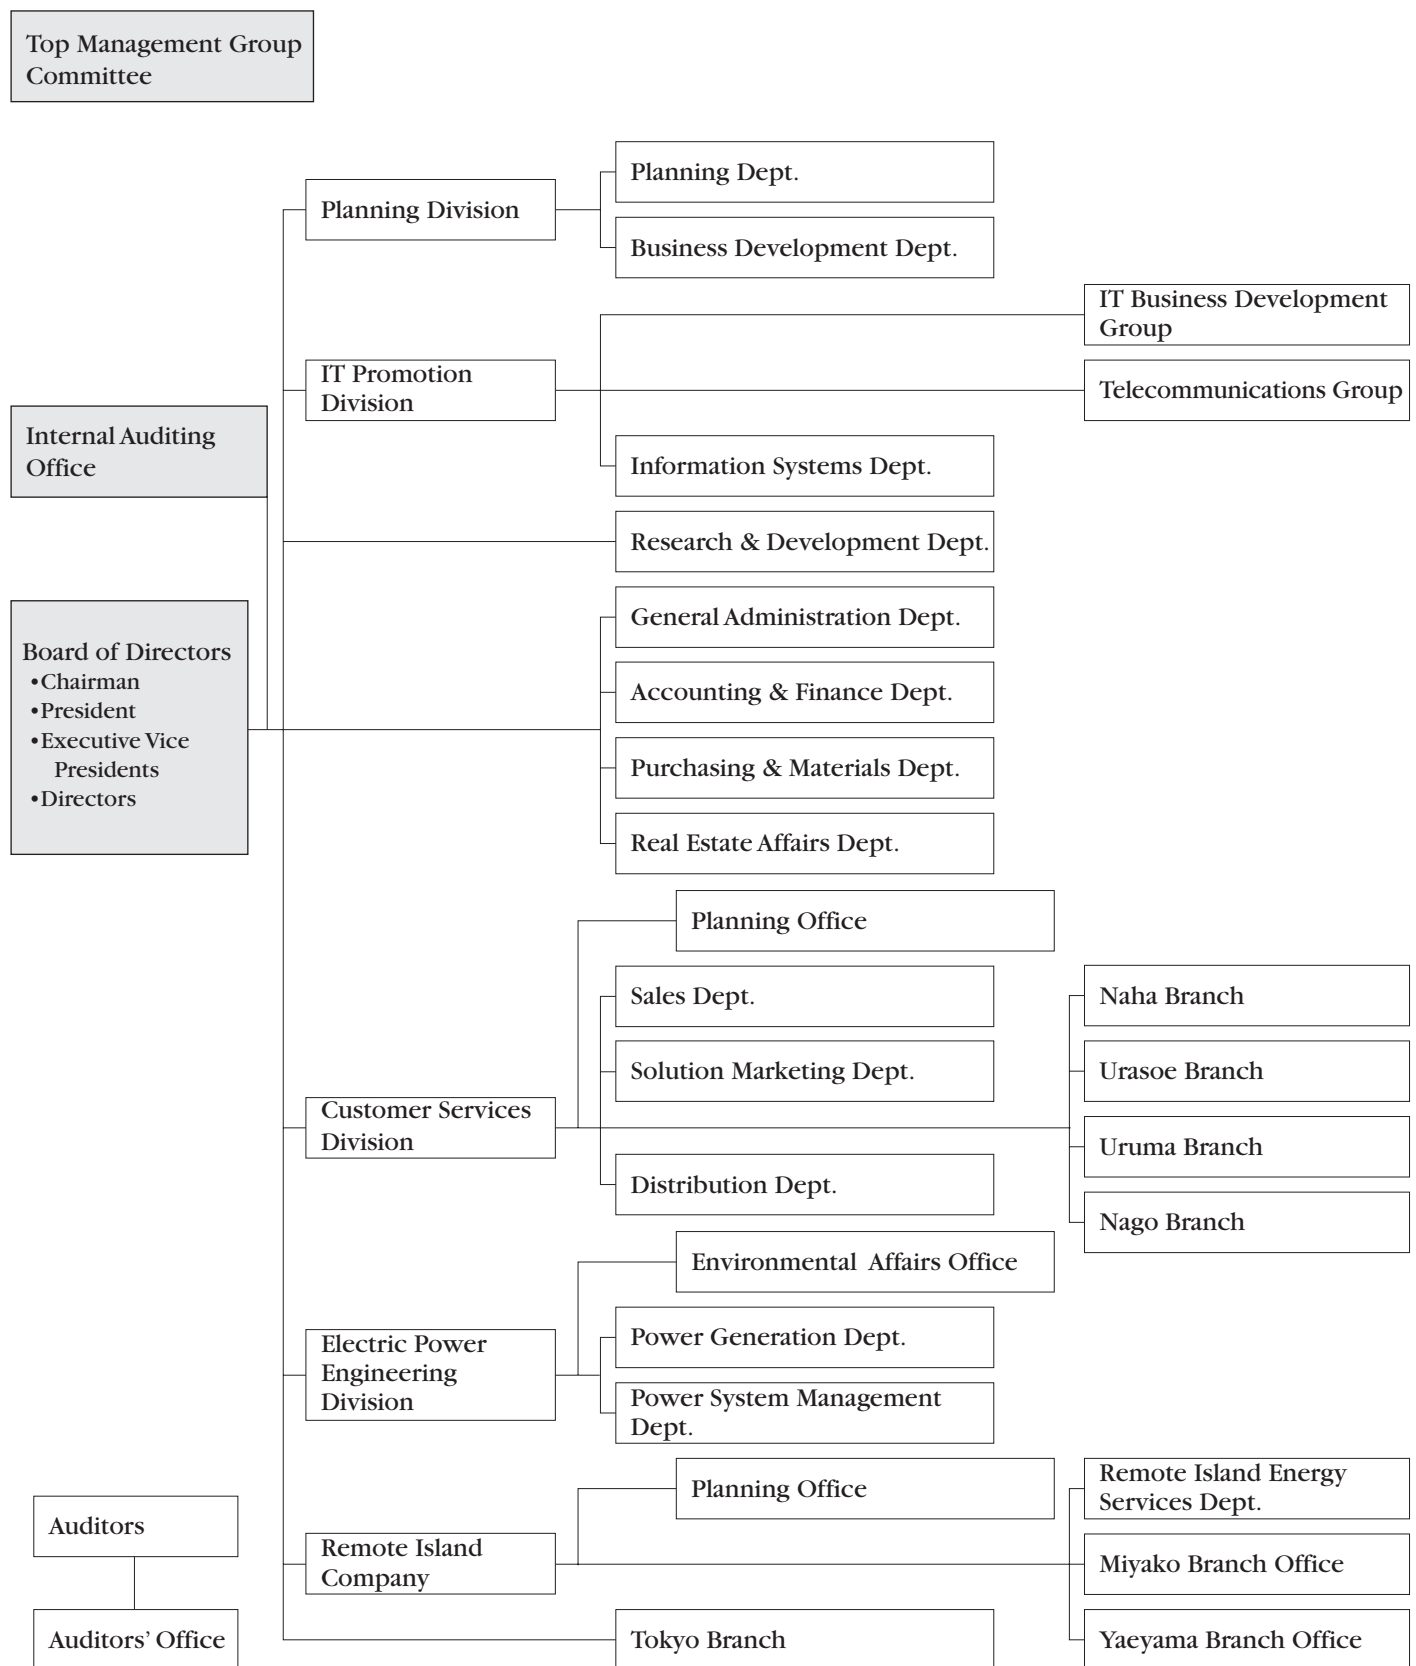 Top Management Group
Committee
Planning Division
Planning Dept.
Business Development Dept.
IT Promotion
Division
IT Business Development
Group
Telecommunications Group
Information Systems Dept.
Internal Auditing
Office
Research & Development Dept.
Board of Directors
•Chairman
•President
•Executive Vice
Presidents
•Directors
General Administration Dept.
Accounting & Finance Dept.
Purchasing & Materials Dept.
Real Estate Affairs Dept.
Customer Services
Division
Planning Office
Sales Dept.
Solution Marketing Dept.
Distribution Dept.
Naha Branch
Urasoe Branch
Uruma Branch
Nago Branch
Electric Power
Engineering
Division
Environmental Affairs Office
Power Generation Dept.
Power System Management
Dept.
Remote Island
Company
Planning Office
Remote Island Energy
Services Dept.
Miyako Branch Office
Yaeyama Branch Office
Tokyo Branch
Auditors
Auditors’ Office